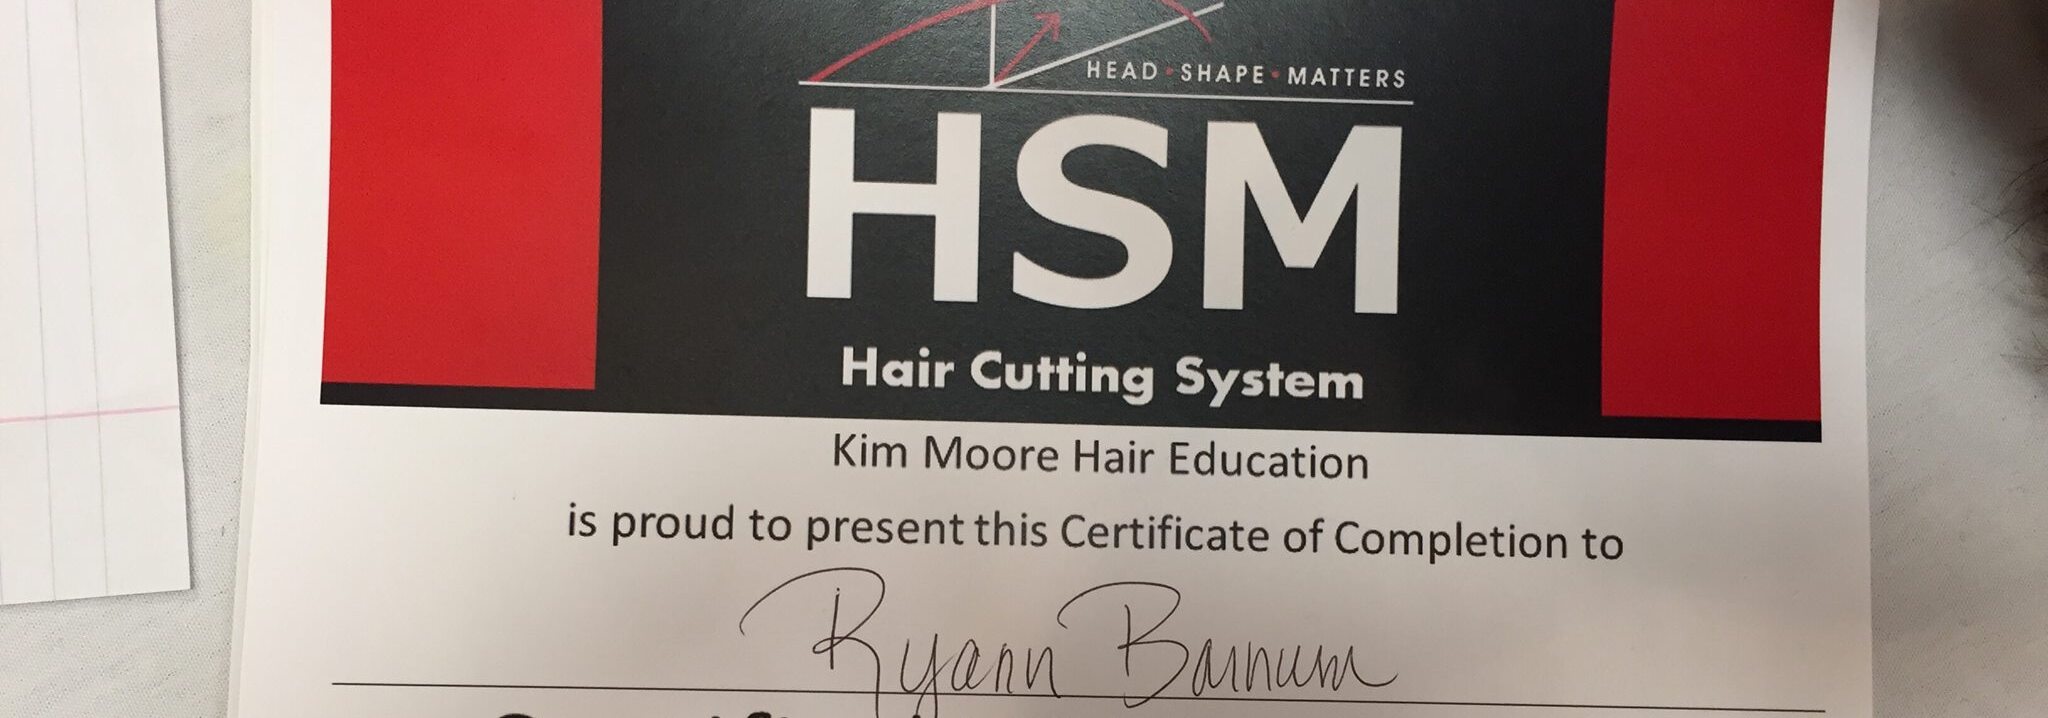 HEAD • SHAPE • MATTERS
HSM
Hair Cutting System
Kim Moore Hair Education
is proud to present this Certificate of Completion to
Ryann Barnum